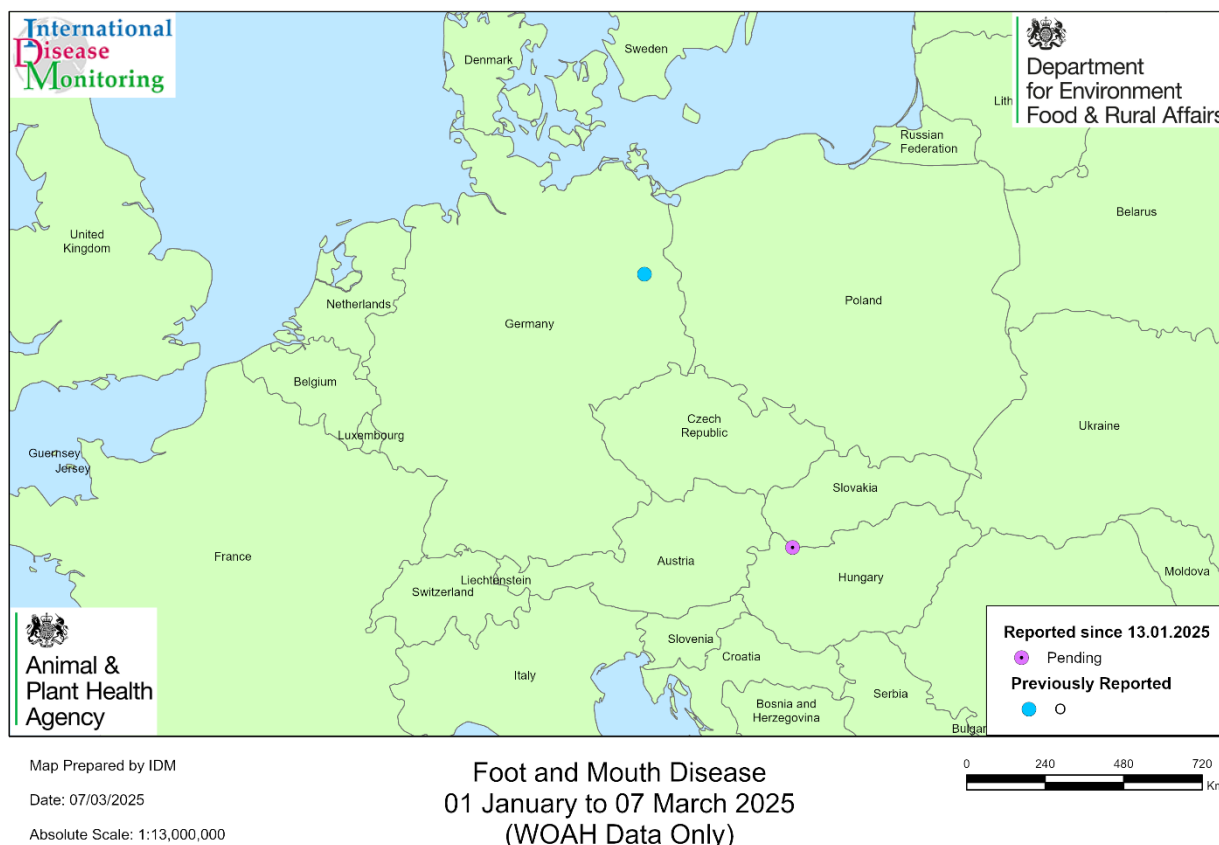 International
Disease
Monitoring
Department
for Environment
Food & Rural Affairs
Denmark
Sweden
Lith
Russian
Federation
Belarus
United
Kingdom
Netherlands
Germany
Poland
Belgium
Luxembourg
Czech
Republic
Ukraine
Guernsey
Jersey
Slovakia
France
Austria
Hungary
Moldova
Switzerland
Liechtenstein
Slovenia
Croatia
Italy
Bosnia and
Herzegovina
Serbia
Bulgar
Animal &
Plant Health
Agency
Reported since 13.01.2025
Pending
Previously Reported
O
Map Prepared by IDM
Date: 07/03/2025
Absolute Scale: 1:13,000,000
Foot and Mouth Disease
01 January to 07 March 2025
(WOAH Data Only)
0 240 480 720
Km